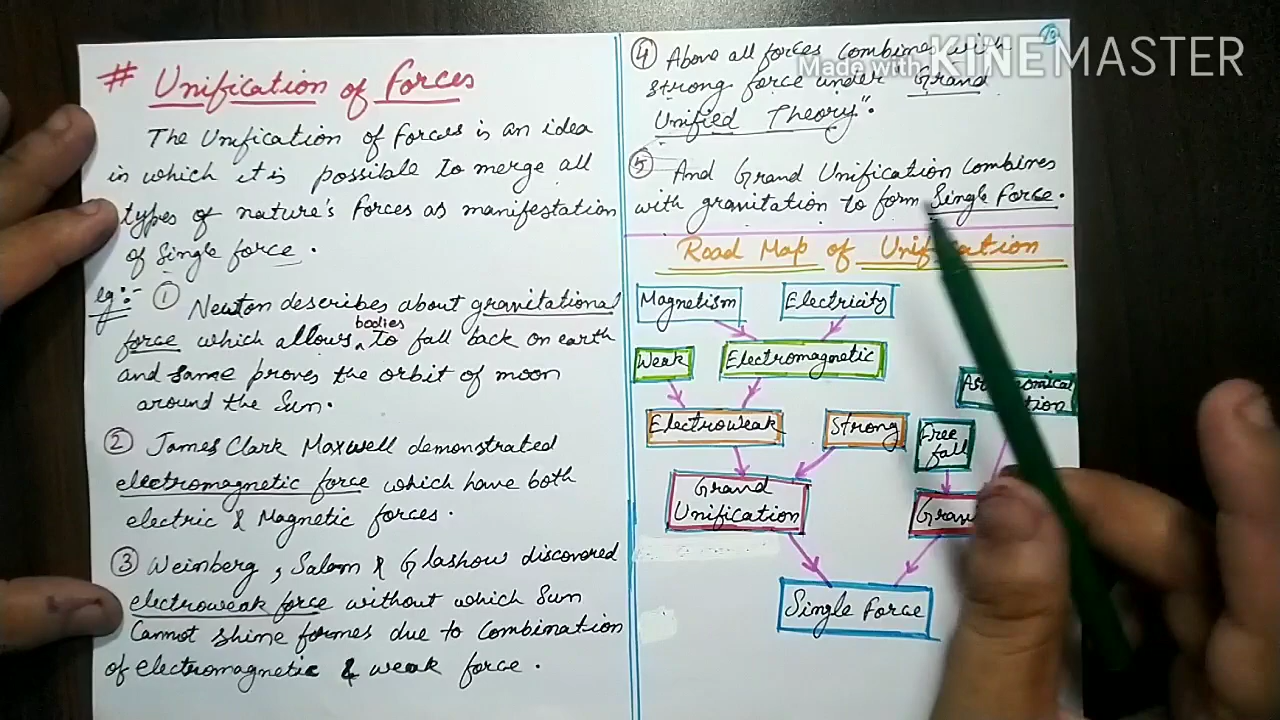 # Unification of Forces
The Unification of Forces is an idea
in which it is possible to merge all
types of nature's Forces as manifestation
of Single force.
eg:- ① Newton describes about gravitational
force which allows bodies to fall back on earth
and same proves the orbit of moon
around the Sun.
② James Clark Maxwell demonstrated
electromagnetic force which have both
electric & Magnetic forces.
③ Weinberg, Salam & Glashow discovered
electroweak force without which Sun
Cannot shine formes due to Combination
of electromagnetic & weak force.
④ Above all forces Combines with
strong force under Grand
Unified Theory".
⑤ And Grand Unification Combines
with gravitation to form Single Force.
Road Map of Unification
Magnetism
Electricity
Weak
Electromagnetic
Electroweak
Strong
Free
fall
Grand
Unification
Single Force
Made with KINEMASTER